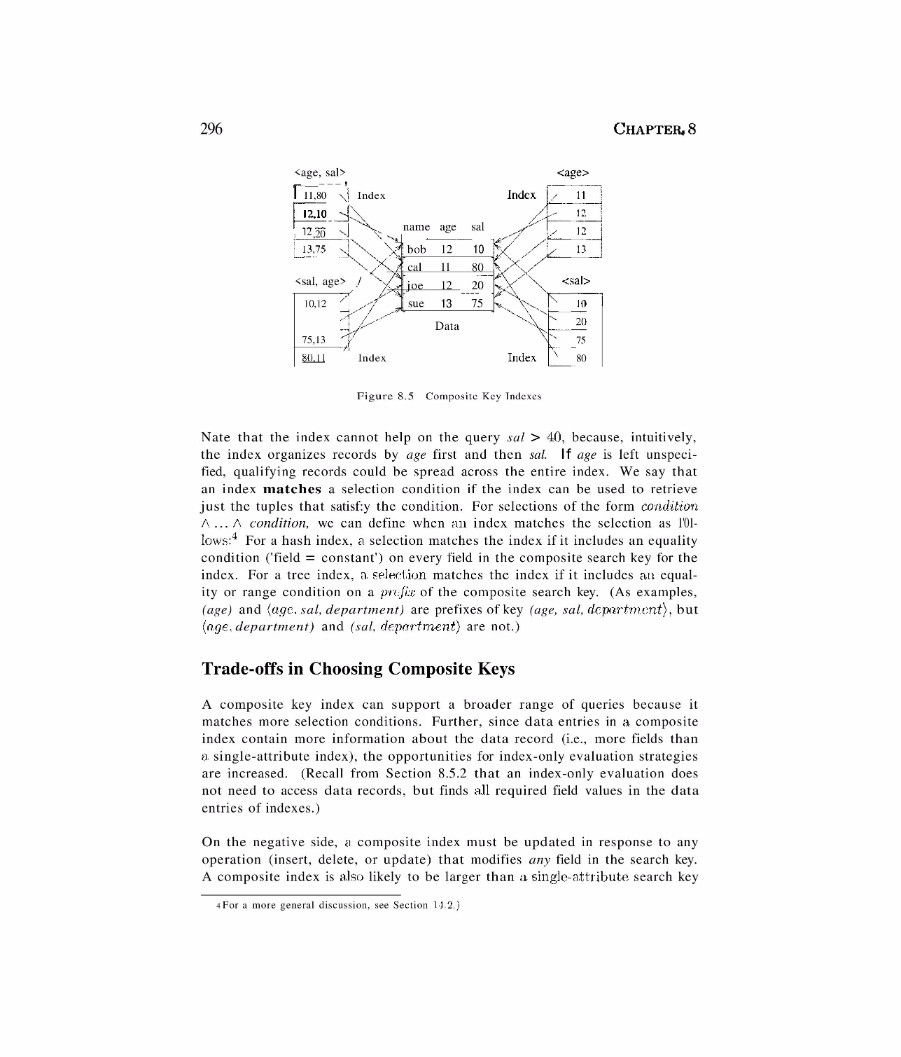 296
CHAPTER 8
<age, sal>
11,80
12,10
12,20
13,75
Index
<sal, age>
10,12
75,13
80,11
Index
name age sal
bob 12 10
cal 11 80
joe 12 20
sue 13 75
Data
<age>
Index
11
12
12
13
<sal>
10
20
75
80
Index
Figure 8.5 Composite Key Indexes
Nate that the index cannot help on the query sal > 40, because, intuitively,
the index organizes records by age first and then sal. If age is left unspeci-
fied, qualifying records could be spread across the entire index. We say that
an index matches a selection condition if the index can be used to retrieve
just the tuples that satisf:y the condition. For selections of the form condition
∧ ... ∧ condition, we can define when an index matches the selection as l'0l-
lows:4 For a hash index, a selection matches the index if it includes an equality
condition ('field = constant') on every field in the composite search key for the
index. For a tree index, a selection matches the index if it includes an equal-
ity or range condition on a prefix of the composite search key. (As examples,
(age) and (age, sal, department) are prefixes of key (age, sal, department), but
(age, department) and (sal, department) are not.)
Trade-offs in Choosing Composite Keys
A composite key index can support a broader range of queries because it
matches more selection conditions. Further, since data entries in a composite
index contain more information about the data record (i.e., more fields than
a single-attribute index), the opportunities for index-only evaluation strategies
are increased. (Recall from Section 8.5.2 that an index-only evaluation does
not need to access data records, but finds all required field values in the data
entries of indexes.)
On the negative side, a composite index must be updated in response to any
operation (insert, delete, or update) that modifies any field in the search key.
A composite index is also likely to be larger than a single-attribute search key
4 For a more general discussion, see Section 14.2.)